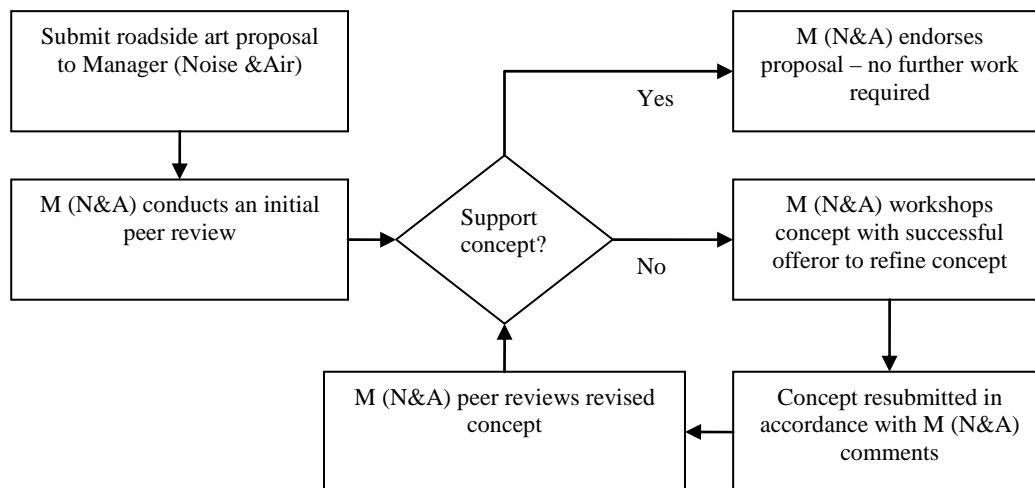 Submit roadside art proposal
to Manager (Noise &Air)
M (N&A) conducts an initial
peer review
Support
concept?
Yes
M (N&A) endorses
proposal – no further work
required
No
M (N&A) workshops
concept with successful
offeror to refine concept
Concept resubmitted in
accordance with M (N&A)
comments
M (N&A) peer reviews revised
concept